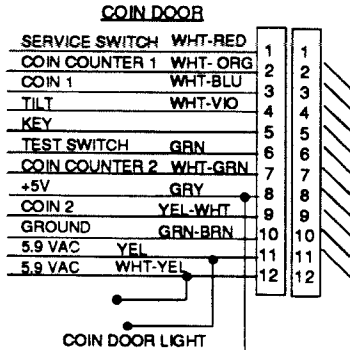 COIN DOOR
SERVICE SWITCH WHT-RED 1 1
COIN COUNTER 1 WHT- ORG 2 2
COIN 1 WHT-BLU 3 3
TILT WHT-VIO 4 4
KEY 5 5
TEST SWITCH GRN 6 6
COIN COUNTER 2 WHT-GRN 7 7
+5V GRY 8 8
COIN 2 YEL-WHT 9 9
GROUND GRN-BRN 10 10
5.9 VAC YEL 11 11
5.9 VAC WHT-YEL 12 12
COIN DOOR LIGHT